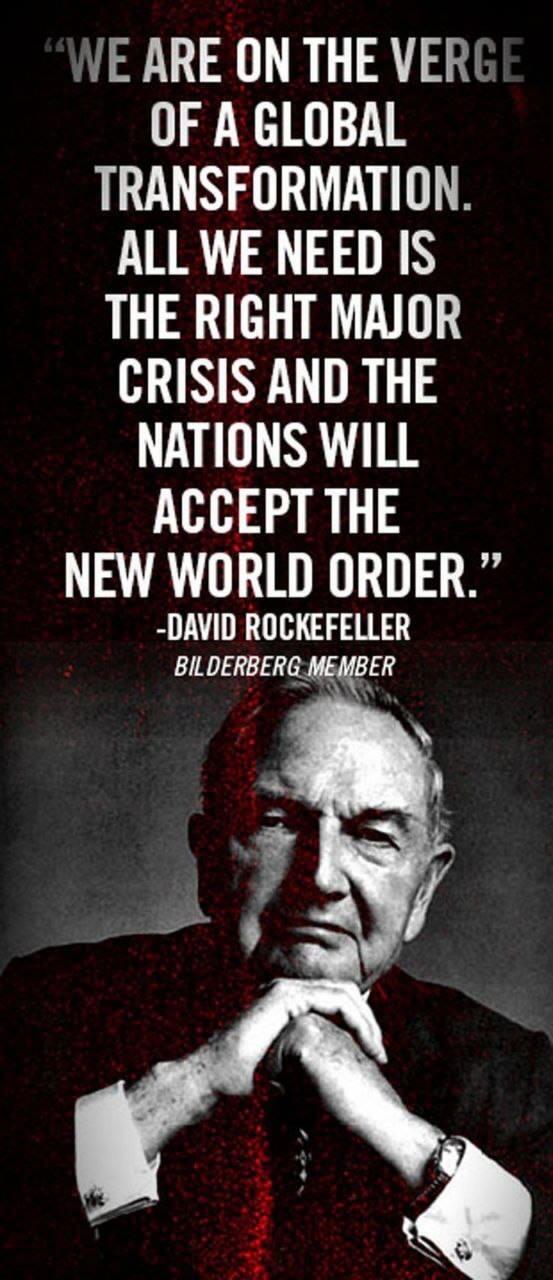 “WE ARE ON THE VERGE
OF A GLOBAL
TRANSFORMATION.
ALL WE NEED IS
THE RIGHT MAJOR
CRISIS AND THE
NATIONS WILL
ACCEPT THE
NEW WORLD ORDER.”
-DAVID ROCKEFELLER
BILDERBERG MEMBER